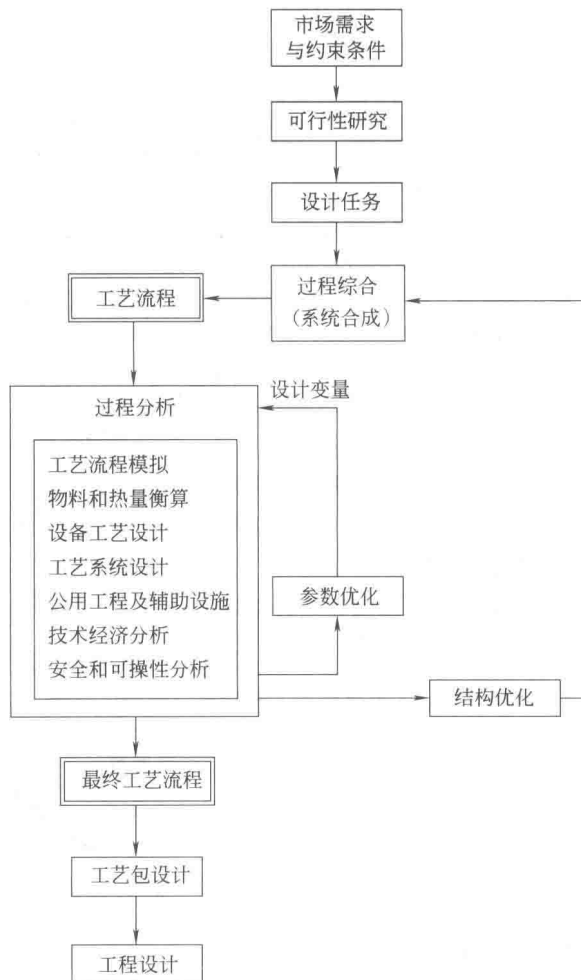 市场需求
与约束条件
可行性研究
设计任务
过程综合
（系统合成）
工艺流程
过程分析
设计变量
工艺流程模拟
物料和热量衡算
设备工艺设计
工艺系统设计
公用工程及辅助设施
技术经济分析
安全和可操性分析
参数优化
结构优化
最终工艺流程
工艺包设计
工程设计